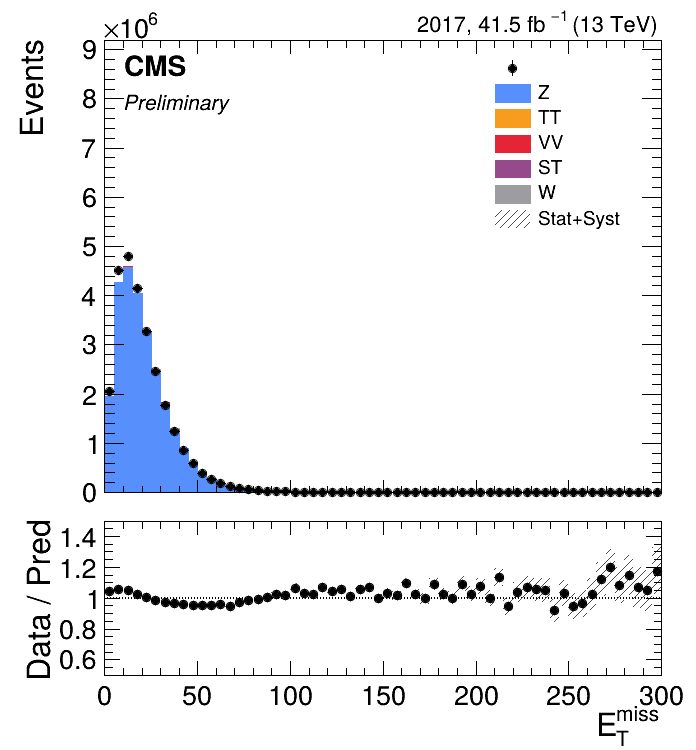 ×10⁶
2017, 41.5 fb⁻¹ (13 TeV)
Events
9
8
7
6
5
4
3
2
1
0
CMS
Preliminary
Z
TT
VV
ST
W
Stat+Syst
Data / Pred
1.4
1.2
1
0.8
0.6
0 50 100 150 200 250 300
E_T^miss